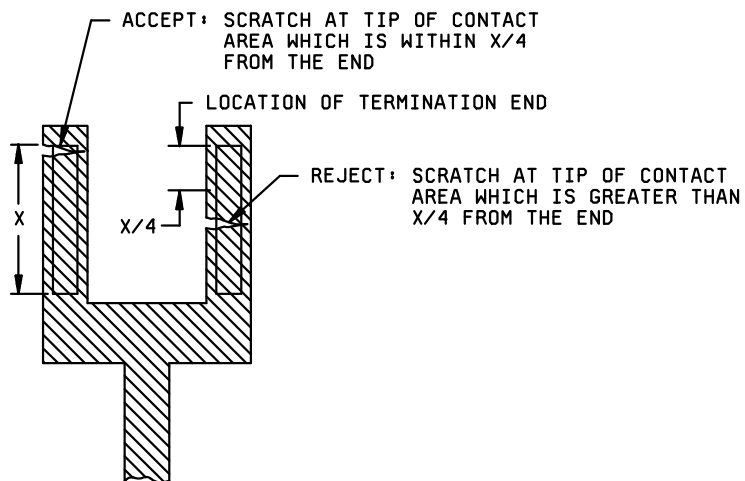 ACCEPT: SCRATCH AT TIP OF CONTACT
AREA WHICH IS WITHIN X/4
FROM THE END
LOCATION OF TERMINATION END
REJECT: SCRATCH AT TIP OF CONTACT
AREA WHICH IS GREATER THAN
X/4 FROM THE END
X
X/4